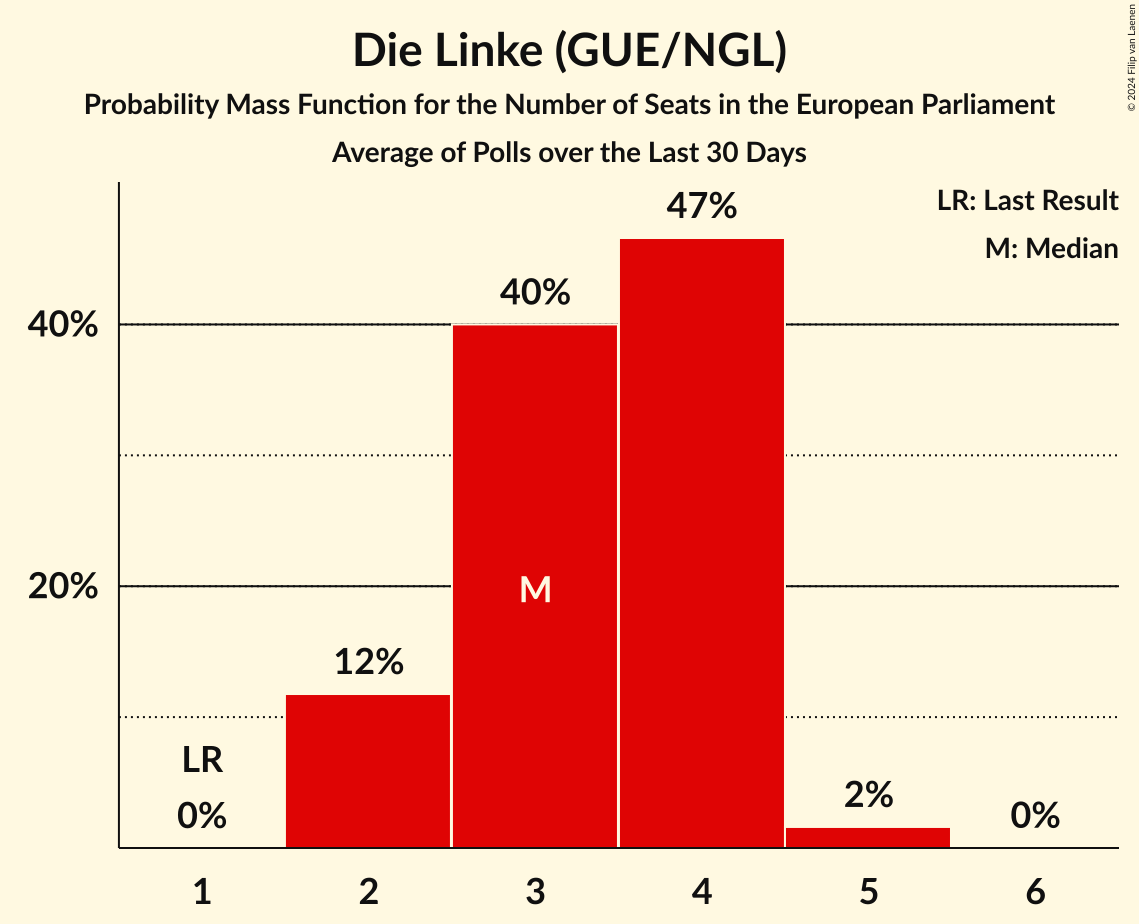 Die Linke (GUE/NGL)
Probability Mass Function for the Number of Seats in the European Parliament
Average of Polls over the Last 30 Days
© 2024 Filip van Laenen
LR: Last Result
M: Median
47%
40%
40%
20%
M
12%
LR
0%
2%
0%
1 2 3 4 5 6